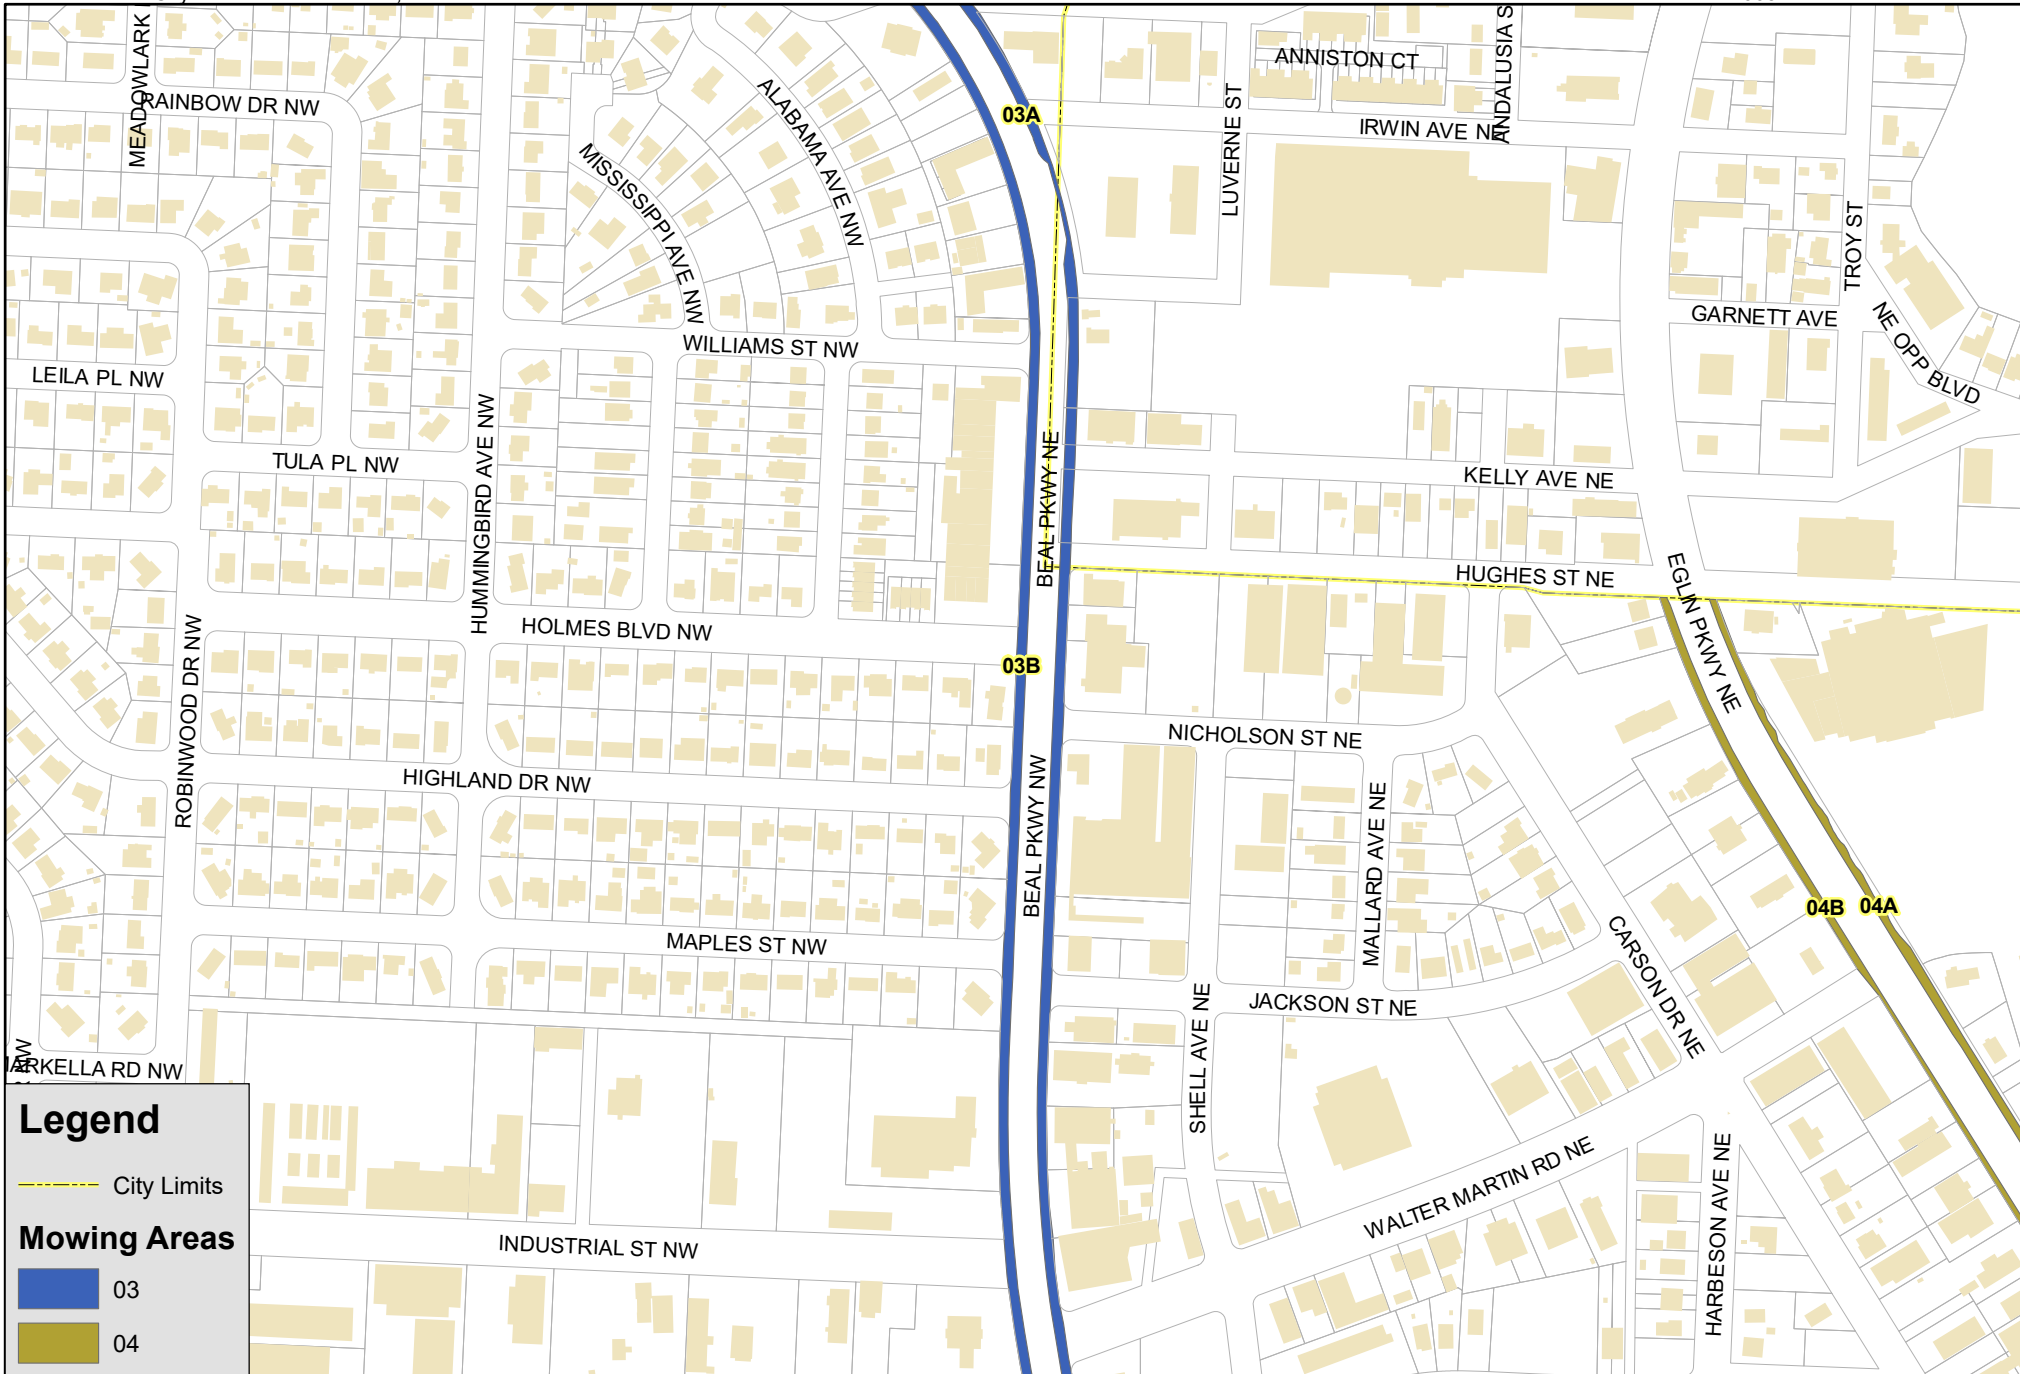 MEADOWLARK
RAINBOW DR NW
ALABAMA AVE NW
MISSISSIPPI AVE NW
03A
ANNISTON CT
ANDALUSIA S
LUVERNE ST
IRWIN AVE NE
TROY ST
GARNETT AVE
NE OPP BLVD
WILLIAMS ST NW
LEILA PL NW
TULA PL NW
HUMMINGBIRD AVE NW
BEAL PKWY NE
KELLY AVE NE
HUGHES ST NE
EGLIN PKWY NE
HOLMES BLVD NW
ROBINWOOD DR NW
03B
NICHOLSON ST NE
HIGHLAND DR NW
BEAL PKWY NW
MALLARD AVE NE
04B
04A
MAPLES ST NW
CARSON DR NE
JACKSON ST NE
SHELL AVE NE
ARKELLA RD NW
NW
WALTER MARTIN RD NE
HARBESON AVE NE
INDUSTRIAL ST NW
Legend
City Limits
Mowing Areas
03
04